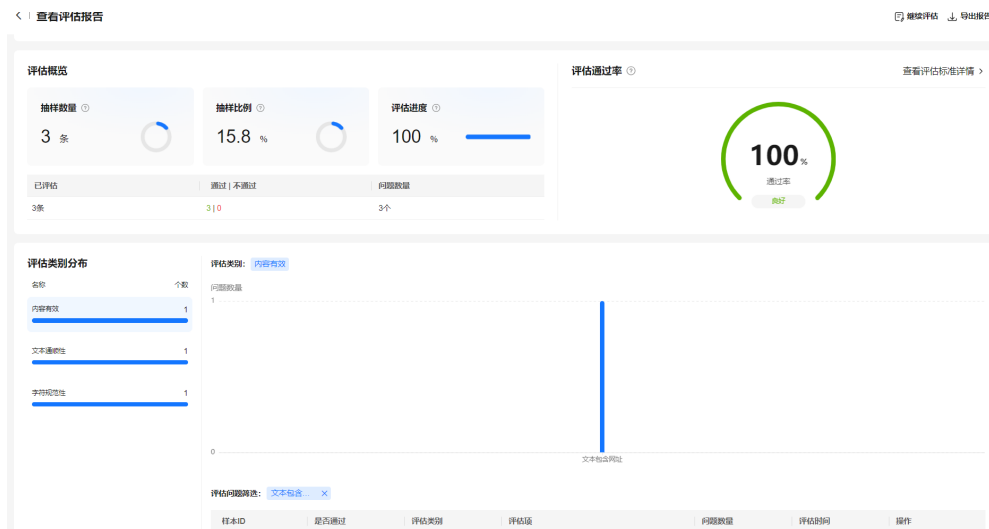 查看评估报告
继续评估 导出报告
评估概览
评估通过率
查看评估标准详情
抽样数量
抽样比例
评估进度
3 条
15.8 %
100 %
100 %
通过率
良好
已评估 通过 | 不通过 问题数量
3条 3 | 0 3个
评估类别分布
评估类别: 内容有效
名称 个数
问题数量
1
内容有效 1
文本通顺性 1
字符规范性 1
0
文本包含网址
评估问题筛选: 文本包含... ×
样本ID 是否通过 评估类别 评估项 问题数量 评估时间 操作